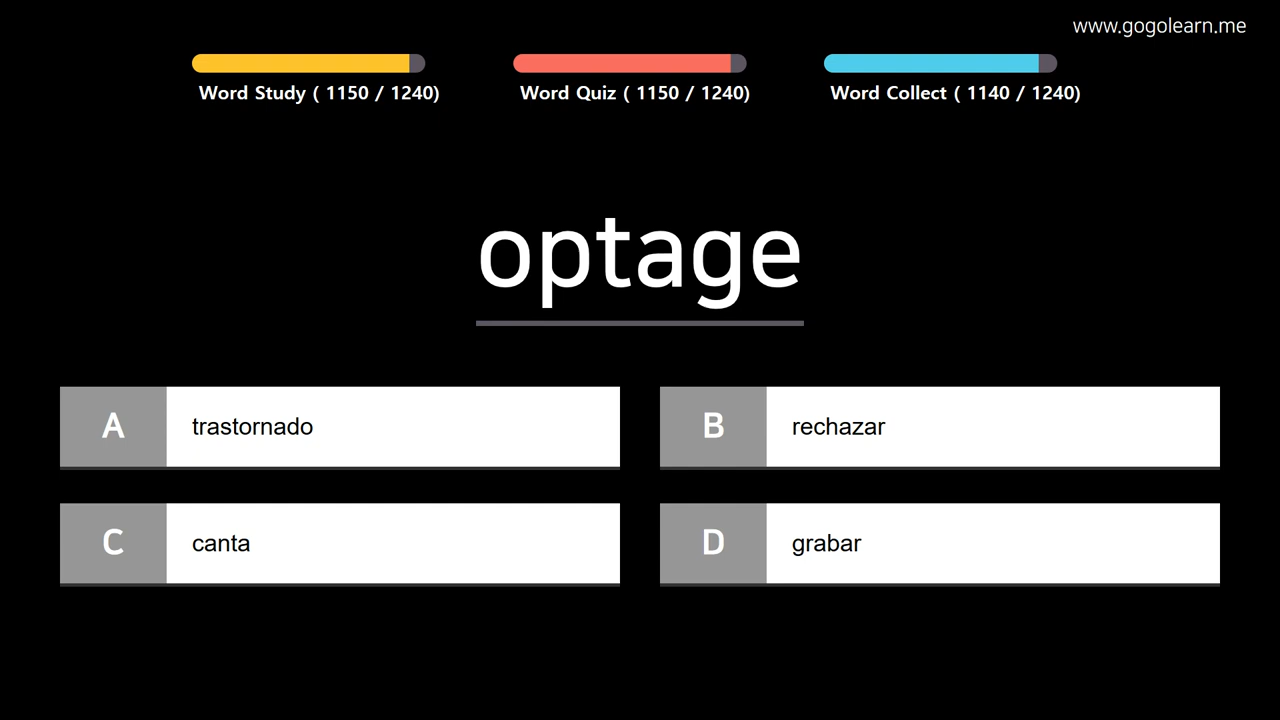 www.gogolearn.me
Word Study ( 1150 / 1240)
Word Quiz ( 1150 / 1240)
Word Collect ( 1140 / 1240)
optage
A trastornado
B rechazar
C canta
D grabar